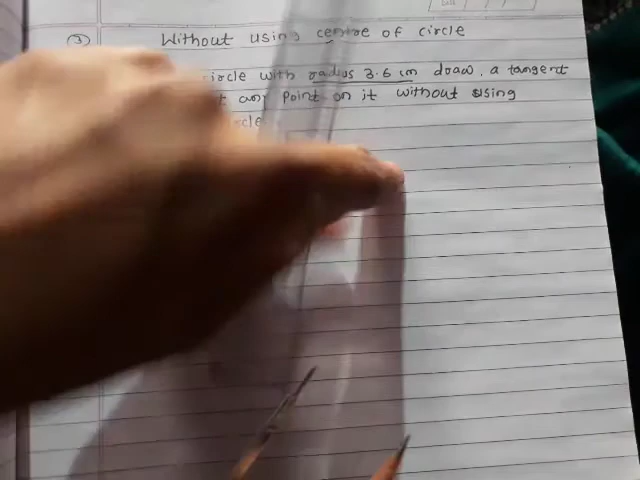 ③ Without using centre of circle
circle with radius 3.6 cm draw. a tangent
any Point on it without using